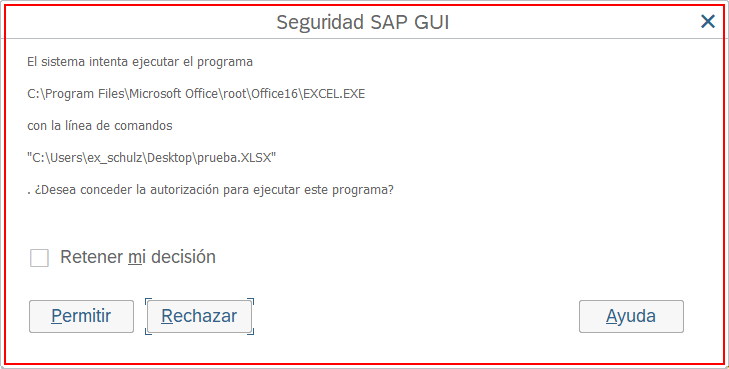 Seguridad SAP GUI
El sistema intenta ejecutar el programa
C:\Program Files\Microsoft Office\root\Office16\EXCEL.EXE
con la línea de comandos
"C:\Users\ex_schulz\Desktop\prueba.XLSX"
. ¿Desea conceder la autorización para ejecutar este programa?
Retener mi decisión
Permitir Rechazar Ayuda